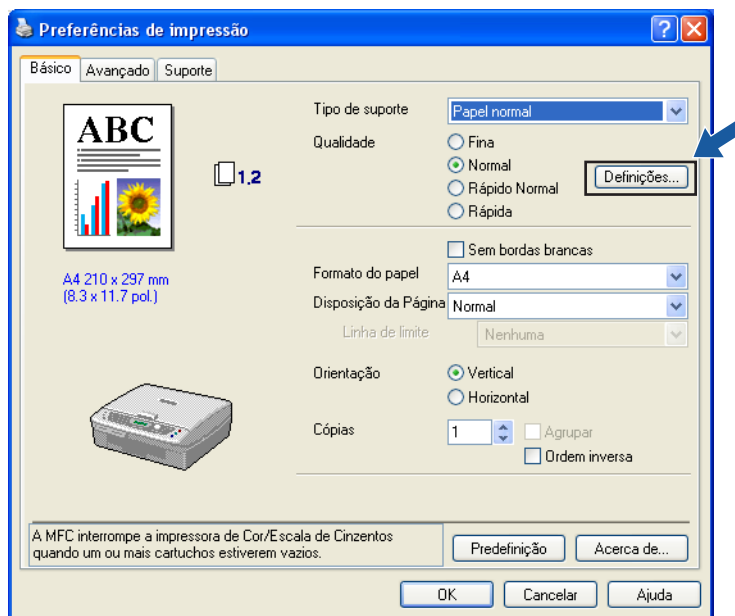 Preferências de impressão
Básico Avançado Suporte
ABC
1.2
A4 210 x 297 mm
(8.3 x 11.7 pol.)
Tipo de suporte Papel normal
Qualidade Fina
Normal
Rápido Normal
Rápida
Definições...
Sem bordas brancas
Formato do papel A4
Disposição da Página Normal
Linha de limite Nenhuma
Orientação Vertical
Horizontal
Cópias 1 Agrupar
Ordem inversa
A MFC interrompe a impressora de Cor/Escala de Cinzentos
quando um ou mais cartuchos estiverem vazios.
Predefinição Acerca de...
OK Cancelar Ajuda